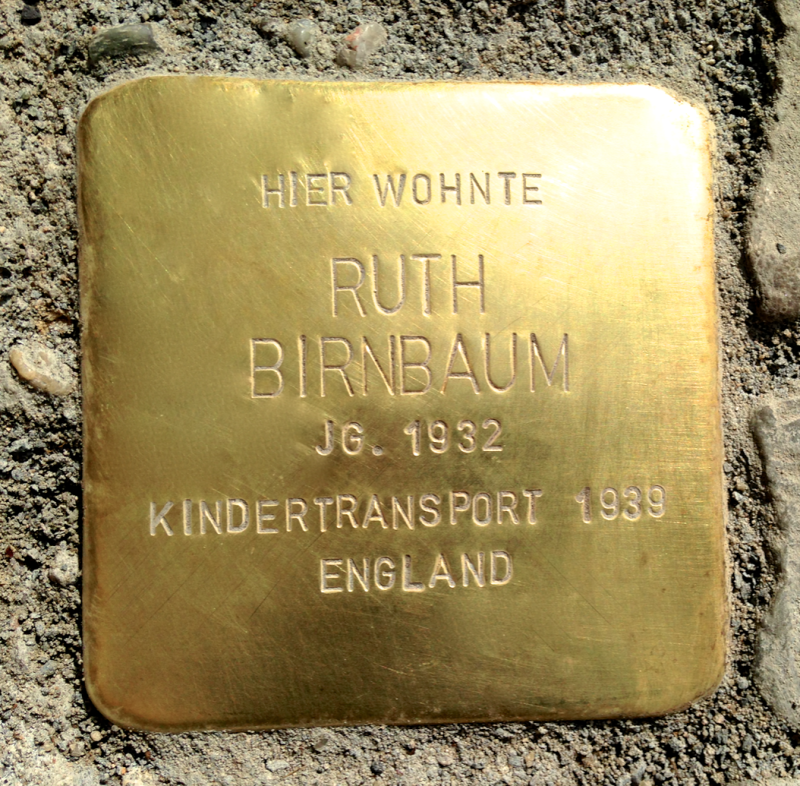 HIER WOHNTE
RUTH
BIRNBAUM
JG. 1932
KINDERTRANSPORT 1939
ENGLAND